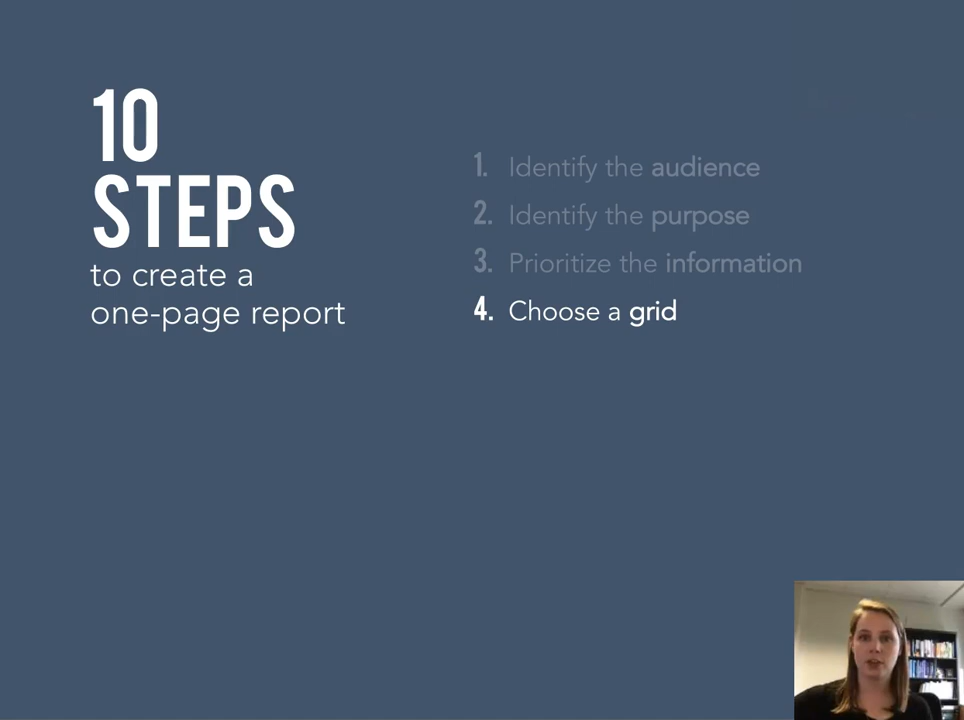 10
STEPS
to create a
one-page report
1. Identify the audience
2. Identify the purpose
3. Prioritize the information
4. Choose a grid